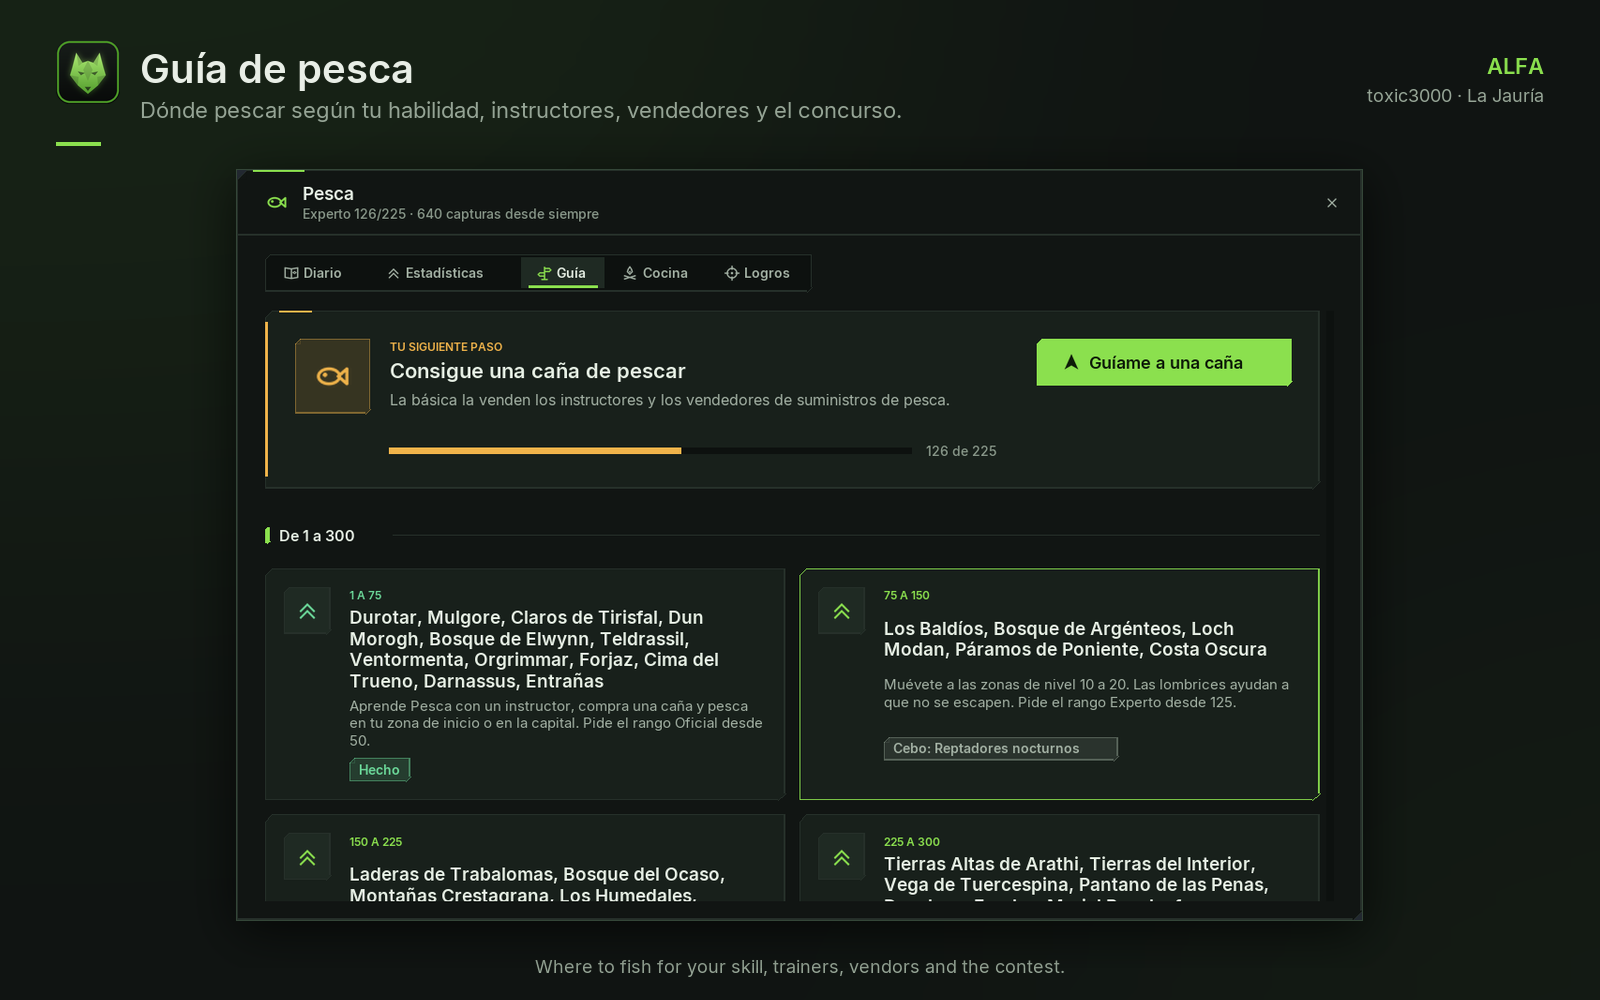 Guía de pesca
Dónde pescar según tu habilidad, instructores, vendedores y el concurso.
ALFA
toxic3000 · La Jauría
Pesca
Experto 126/225 · 640 capturas desde siempre
Diario
Estadísticas
Guía
Cocina
Logros
TU SIGUIENTE PASO
Consigue una caña de pescar
La básica la venden los instructores y los vendedores de suministros de pesca.
Guíame a una caña
126 de 225
De 1 a 300
1 A 75
Durotar, Mulgore, Claros de Tirisfal, Dun
Morogh, Bosque de Elwynn, Teldrassil,
Ventormenta, Orgrimmar, Forjaz, Cima del
Trueno, Darnassus, Entrañas
Aprende Pesca con un instructor, compra una caña y pesca
en tu zona de inicio o en la capital. Pide el rango Oficial desde
50.
Hecho
75 A 150
Los Baldíos, Bosque de Argénteos, Loch
Modan, Páramos de Poniente, Costa Oscura
Muévete a las zonas de nivel 10 a 20. Las lombrices ayudan a
que no se escapen. Pide el rango Experto desde 125.
Cebo: Reptadores nocturnos
150 A 225
Laderas de Trabalomas, Bosque del Ocaso,
Montañas Crestagrana, Los Humedales,
225 A 300
Tierras Altas de Arathi, Tierras del Interior,
Vega de Tuercespina, Pantano de las Penas,
Where to fish for your skill, trainers, vendors and the contest.